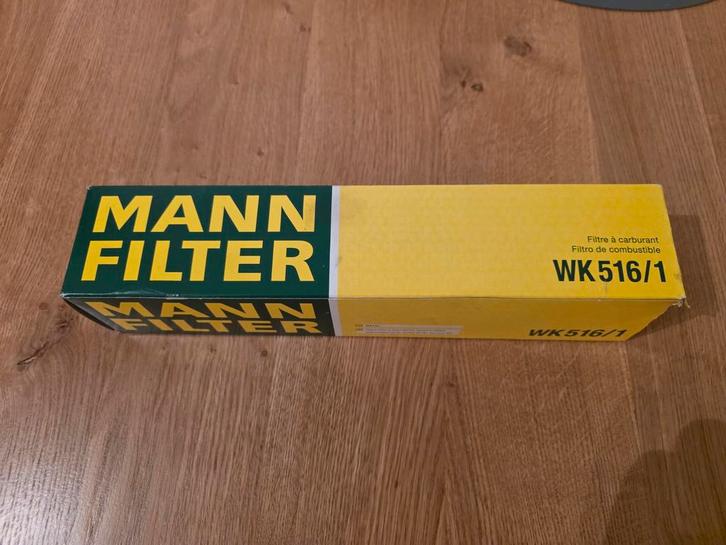 MANN
FILTER
Filtre à carburant
Filtro de combustible
WK 516/1
MANN
FILTER
WK 516/1